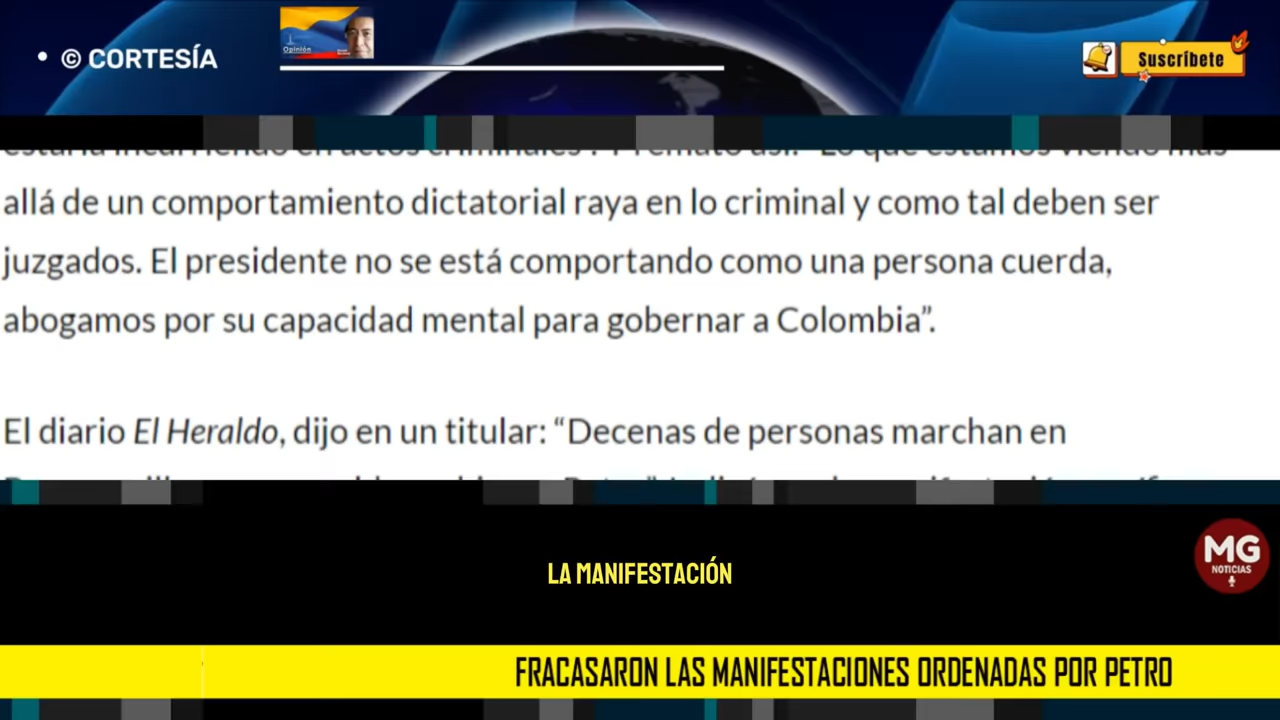 • © CORTESÍA
Opinión
Suscríbete
allá de un comportamiento dictatorial raya en lo criminal y como tal deben ser
juzgados. El presidente no se está comportando como una persona cuerda,
abogamos por su capacidad mental para gobernar a Colombia”.
El diario El Heraldo, dijo en un titular: “Decenas de personas marchan en
LA MANIFESTACIÓN
MG
NOTICIAS
FRACASARON LAS MANIFESTACIONES ORDENADAS POR PETRO